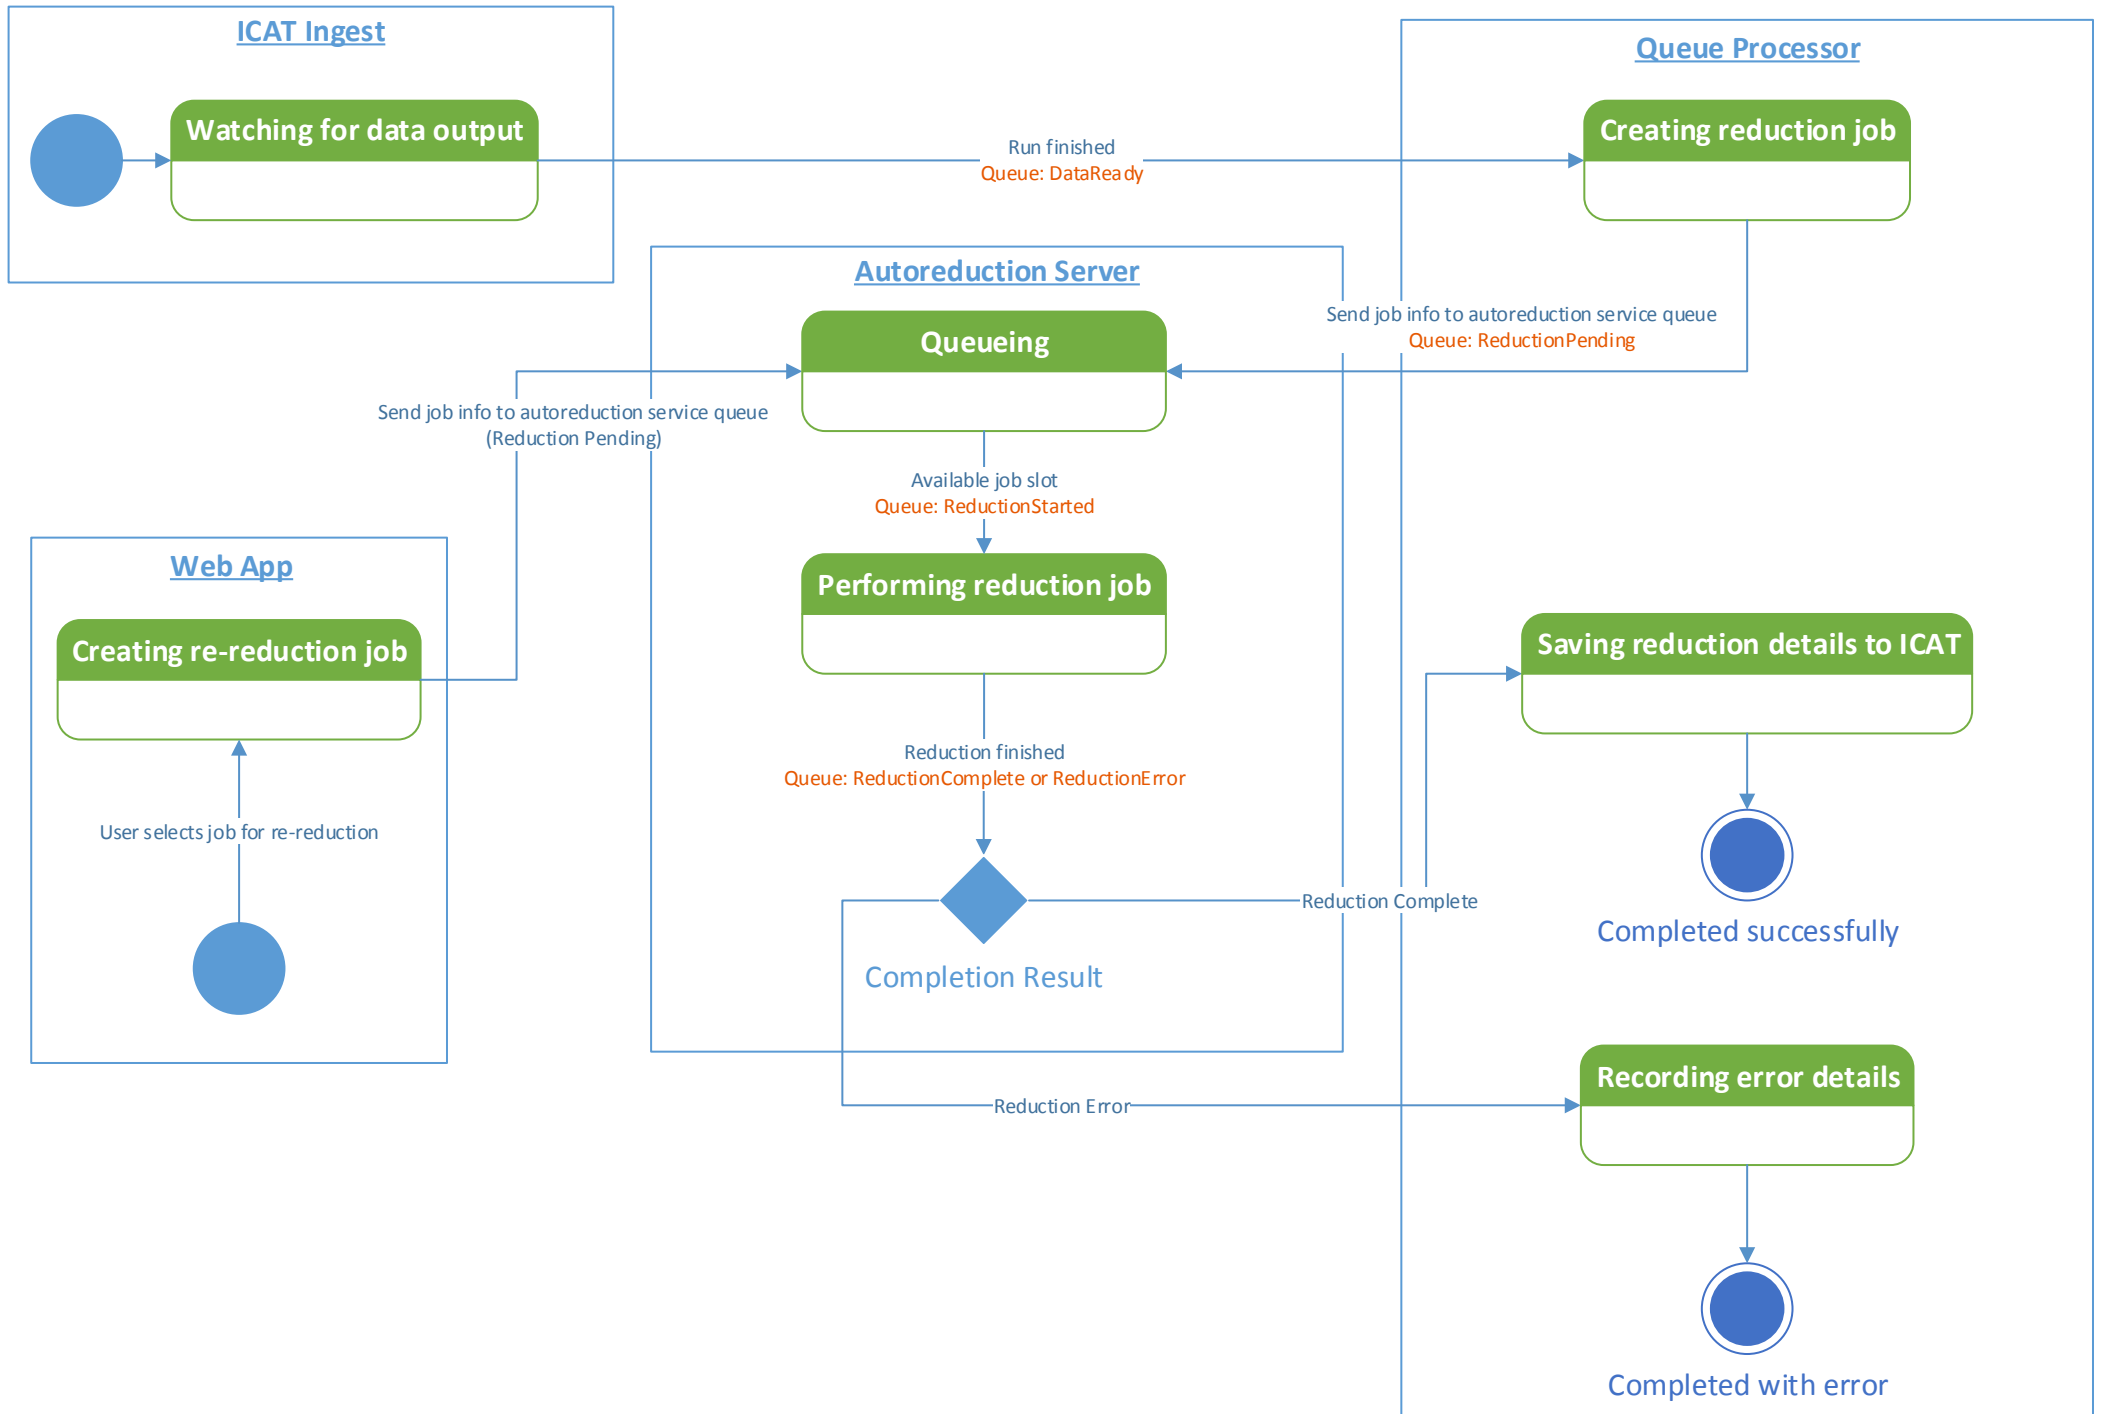 ICAT Ingest
Queue Processor
Watching for data output
Creating reduction job
Run finished
Queue: DataReady
Autoreduction Server
Send job info to autoreduction service queue
Queue: ReductionPending
Queueing
Send job info to autoreduction service queue
(Reduction Pending)
Available job slot
Queue: ReductionStarted
Web App
Performing reduction job
Creating re-reduction job
Saving reduction details to ICAT
Reduction finished
Queue: ReductionComplete or ReductionError
User selects job for re-reduction
Reduction Complete
Completed successfully
Completion Result
Recording error details
Reduction Error
Completed with error